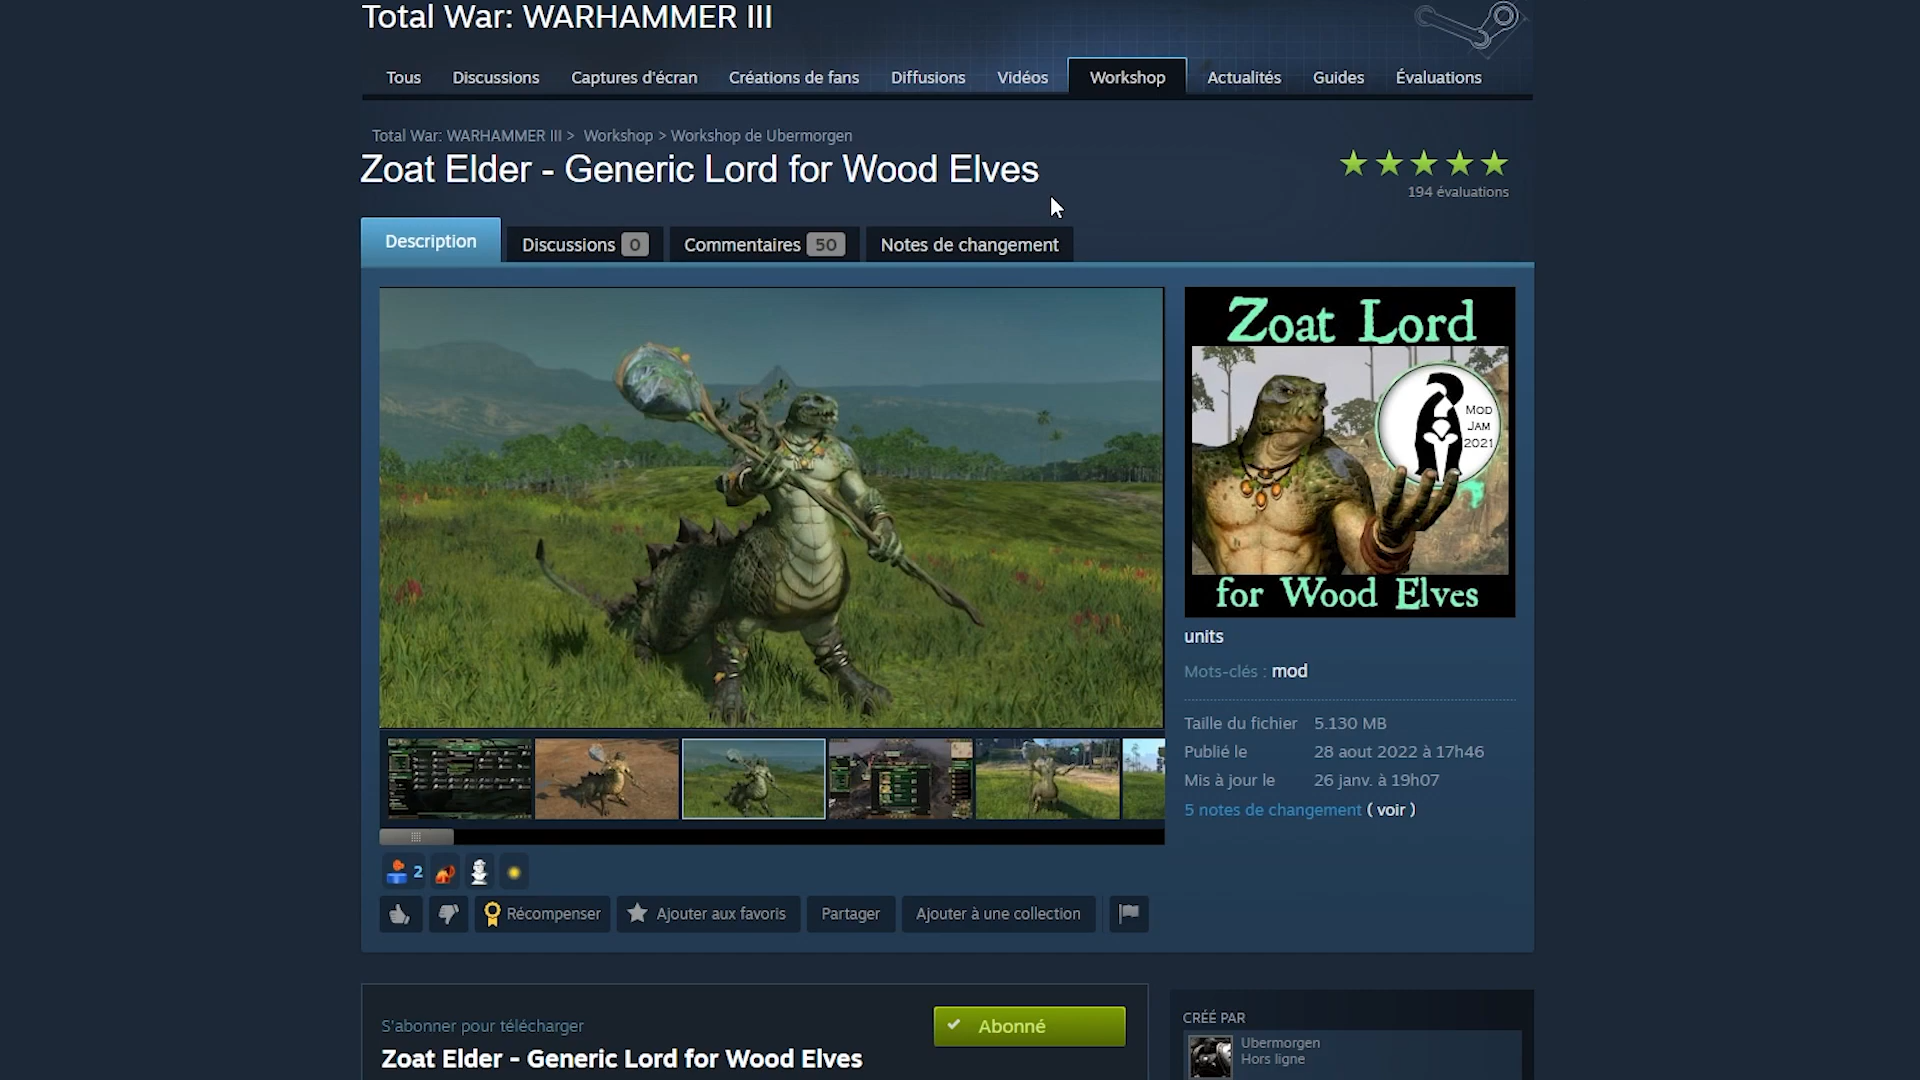 Total War: WARHAMMER III
Tous Discussions Captures d'écran Créations de fans Diffusions Vidéos Workshop Actualités Guides Évaluations
Total War: WARHAMMER III > Workshop > Workshop de Ubermorgen
Zoat Elder - Generic Lord for Wood Elves
194 évaluations
Description Discussions 0 Commentaires 50 Notes de changement
Zoat Lord
Mod
Jam
2021
for Wood Elves
units
Mots-clés : mod
Taille du fichier 5.130 MB
Publié le 28 aout 2022 à 17h46
Mis à jour le 26 janv. à 19h07
5 notes de changement ( voir )
2
Récompenser Ajouter aux favoris Partager Ajouter à une collection
S'abonner pour télécharger
Zoat Elder - Generic Lord for Wood Elves
Abonné
CRÉÉ PAR
Ubermorgen
Hors ligne